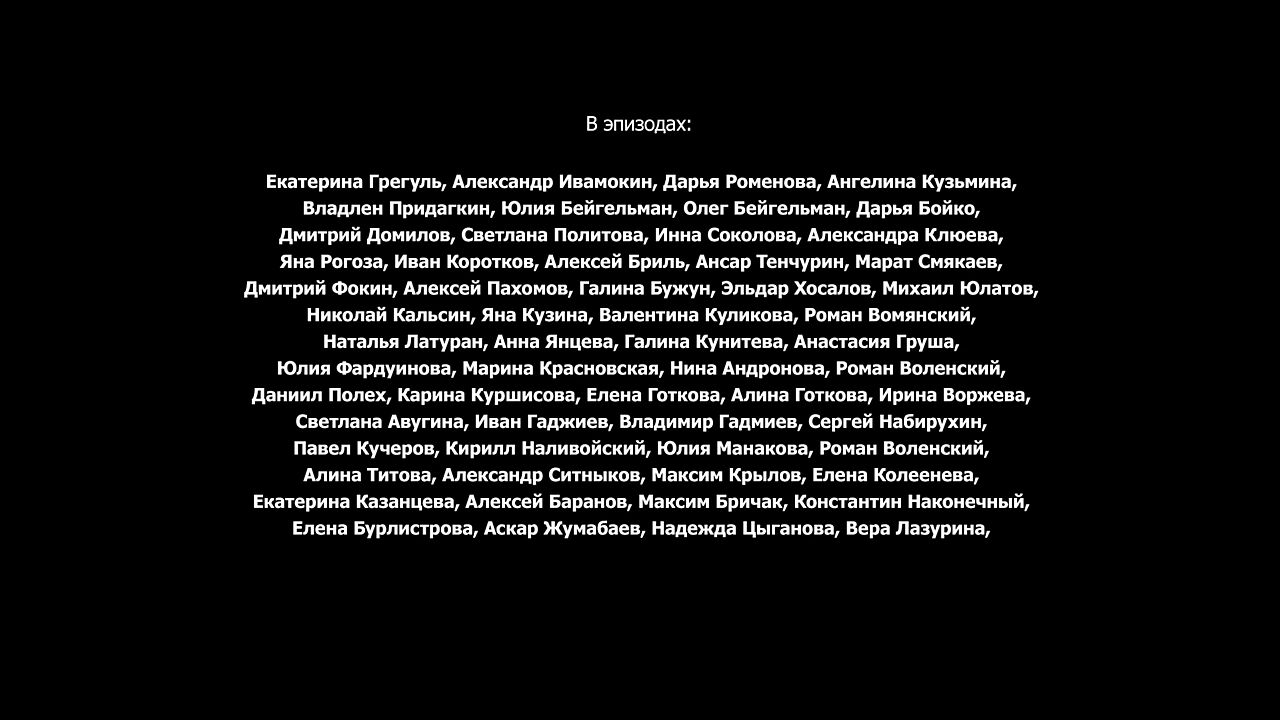 В эпизодах:
Екатерина Грегуль, Александр Ивамокин, Дарья Роменова, Ангелина Кузьмина,
Владлен Придагкин, Юлия Бейгельман, Олег Бейгельман, Дарья Бойко,
Дмитрий Домилов, Светлана Политова, Инна Соколова, Александра Клюева,
Яна Рогоза, Иван Коротков, Алексей Бриль, Ансар Тенчурин, Марат Смякаев,
Дмитрий Фокин, Алексей Пахомов, Галина Бужун, Эльдар Хосалов, Михаил Юлатов,
Николай Кальсин, Яна Кузина, Валентина Куликова, Роман Вомянский,
Наталья Латуран, Анна Янцева, Галина Кунитева, Анастасия Груша,
Юлия Фардуинова, Марина Красновская, Нина Андронова, Роман Воленский,
Даниил Полех, Карина Куршисова, Елена Готкова, Алина Готкова, Ирина Воржева,
Светлана Авугина, Иван Гаджиев, Владимир Гадмиев, Сергей Набирухин,
Павел Кучеров, Кирилл Наливойский, Юлия Манакова, Роман Воленский,
Алина Титова, Александр Ситныков, Максим Крылов, Елена Колеенева,
Екатерина Казанцева, Алексей Баранов, Максим Бричак, Константин Наконечный,
Елена Бурлистрова, Аскар Жумабаев, Надежда Цыганова, Вера Лазурина,